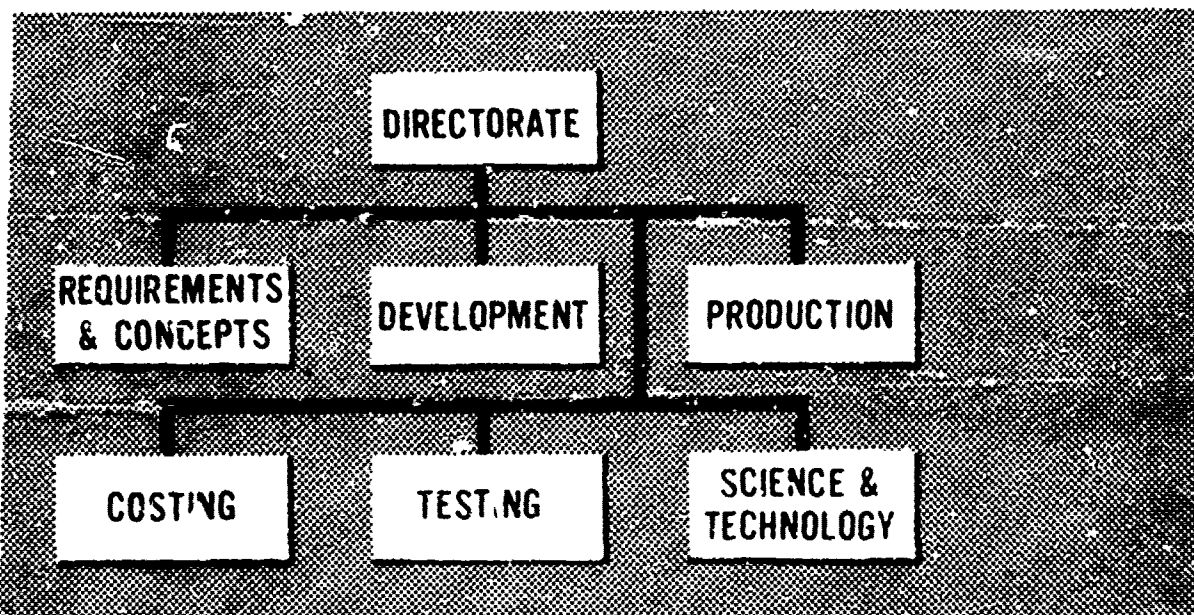 DIRECTORATE
REQUIREMENTS
& CONCEPTS
DEVELOPMENT
PRODUCTION
COSTING
TESTING
SCIENCE &
TECHNOLOGY